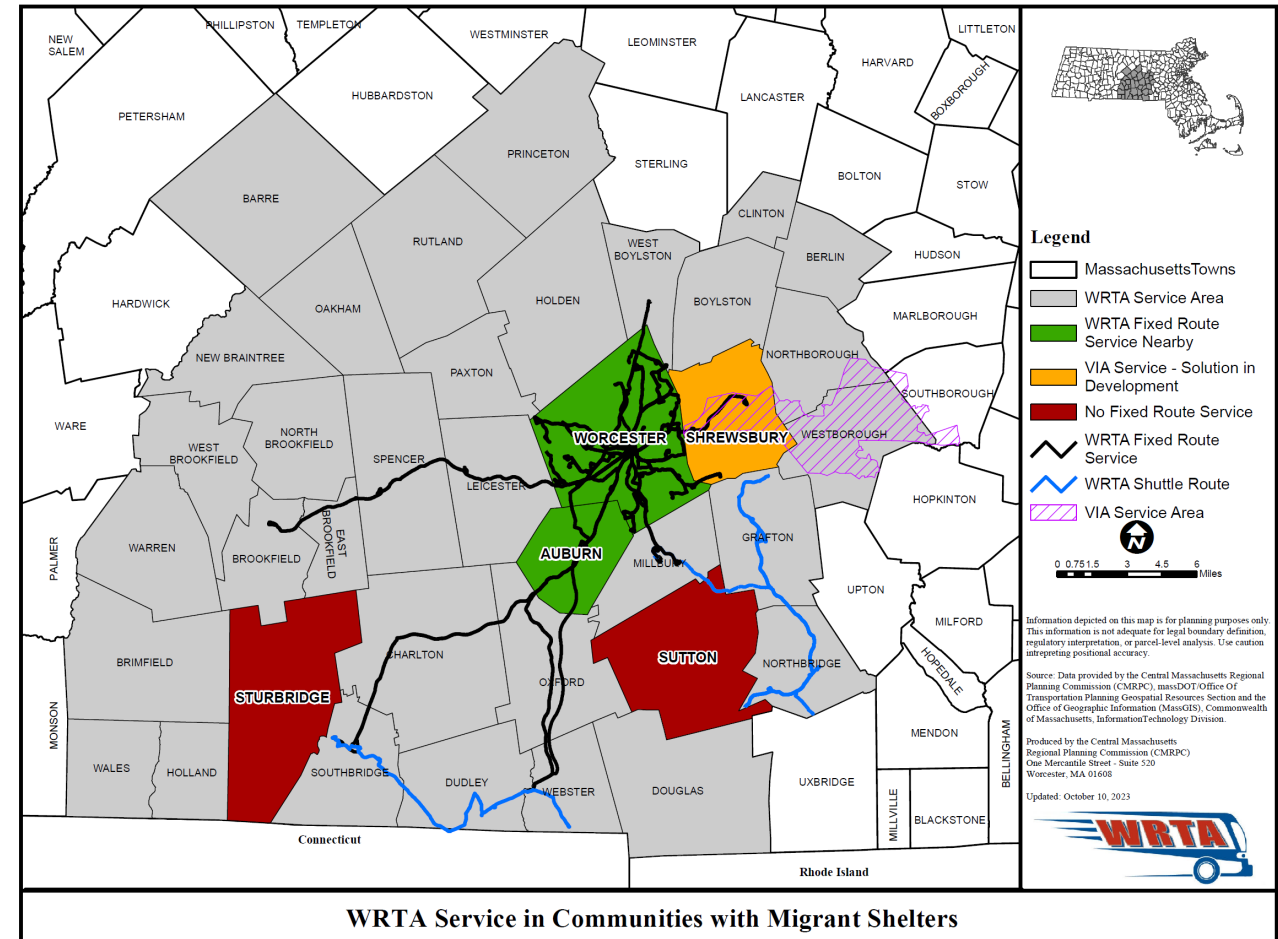 NEW
SALEM
PHILLIPSTON
TEMPLETON
WESTMINSTER
LEOMINSTER
LITTLETON
HARVARD
BOXBOROUGH
LANCASTER
HUBBARDSTON
PETERSHAM
PRINCETON
STERLING
BOLTON
STOW
BARRE
CLINTON
RUTLAND
WEST
BOYLSTON
BERLIN
HUDSON
HARDWICK
OAKHAM
HOLDEN
BOYLSTON
MARLBOROUGH
NEW BRAINTREE
NORTHBOROUGH
PAXTON
SOUTHBOROUGH
WARE
NORTH
BROOKFIELD
WEST
BROOKFIELD
WORCESTER
SHREWSBURY
WESTBOROUGH
SPENCER
LEICESTER
HOPKINTON
EAST
BROOKFIELD
PALMER
WARREN
BROOKFIELD
AUBURN
MILLBURY
GRAFTON
UPTON
MILFORD
HOPEDALE
BRIMFIELD
CHARLTON
SUTTON
NORTHBRIDGE
STURBRIDGE
OXFORD
MONSON
MENDON
BELLINGHAM
WALES
HOLLAND
SOUTHBRIDGE
DUDLEY
WEBSTER
DOUGLAS
UXBRIDGE
MILLVILLE
BLACKSTONE
Connecticut
Rhode Island
Legend
MassachusettsTowns
WRTA Service Area
WRTA Fixed Route
Service Nearby
VIA Service - Solution in
Development
No Fixed Route Service
WRTA Fixed Route
Service
WRTA Shuttle Route
VIA Service Area
N
0 0.75 1.5 3 4.5 6
Miles
Information depicted on this map is for planning purposes only.
This information is not adequate for legal boundary definition,
regulatory interpretation, or parcel-level analysis. Use caution
intrepreting positional accuracy.
Source: Data provided by the Central Massachusetts Regional
Planning Commission (CMRPC), massDOT/Office Of
Transportation Planning Geospatial Resources Section and the
Office of Geographic Information (MassGIS), Commonwealth
of Massachusetts, InformationTechnology Division.
Produced by the Central Massachusetts
Regional Planning Commission (CMRPC)
One Mercantile Street - Suite 520
Worcester, MA 01608
Updated: October 10, 2023
WRTA
WRTA Service in Communities with Migrant Shelters